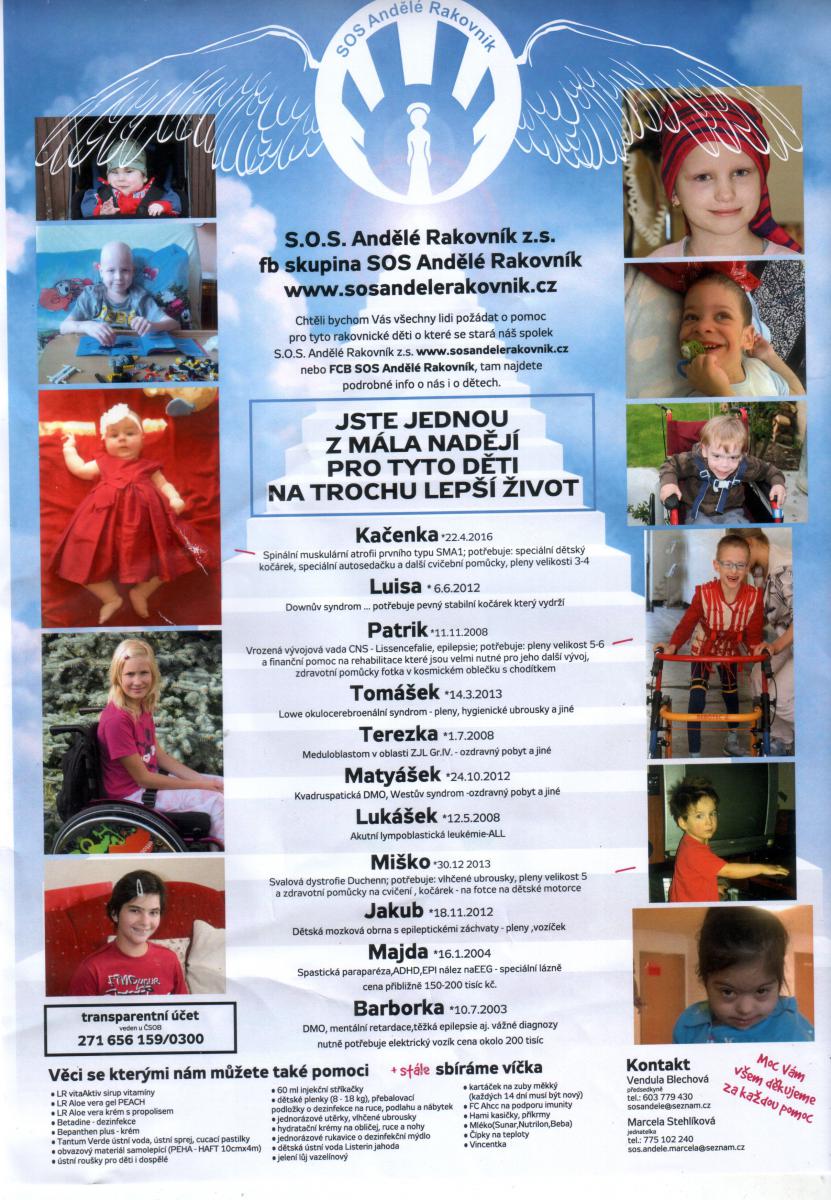 SOS Andělé Rakovník
S.O.S. Andělé Rakovník z.s.
fb skupina SOS Andělé Rakovník
www.sosandelerakovnik.cz
Chtěli bychom Vás všechny lidi požádat o pomoc
pro tyto rakovnické děti o které se stará náš spolek
S.O.S. Andělé Rakovník z.s. www.sosandelerakovnik.cz
nebo FCB SOS Andělé Rakovník, tam najdete
podrobné info o nás i o dětech.
JSTE JEDNOU
Z MÁLA NADĚJÍ
PRO TYTO DĚTI
NA TROCHU LEPŠÍ ŽIVOT
Kačenka *22.4.2016
Spinální muskulární atrofií prvního typu SMA1; potřebuje: speciální dětský
kočárek, speciální autosedačku a další cvičební pomůcky, pleny velikosti 3-4
Luisa * 6.6.2012
Downův syndrom ... potřebuje pevný stabilní kočárek který vydrží
Patrik *11.11.2008
Vrozená vývojová vada CNS - Lissencefalie, epilepsie; potřebuje: pleny velikost 5-6
a finanční pomoc na rehabilitace které jsou velmi nutné pro jeho další vývoj,
zdravotní pomůcky fotka v kosmickém oblečku s chodítkem
Tomášek *14.3.2013
Lowe okulocerebroenální syndrom - pleny, hygienické ubrousky a jiné
Terezka *1.7.2008
Meduloblastom v oblasti ZJL Gr.IV. - ozdravný pobyt a jiné
Matyášek *24.10.2012
Kvadruspatická DMO, Westův syndrom -ozdravný pobyt a jiné
Lukášek *12.5.2008
Akutní lympoblastická leukémie-ALL
Miško *30.12 2013
Svalová dystrofie Duchenn; potřebuje: vlhčené ubrousky, pleny velikost 5
a zdravotní pomůcky na cvičení , kočárek - na fotce na dětské motorce
Jakub *18.11.2012
Dětská mozková obrna s epileptickými záchvaty - pleny ,vozíček
Majda *16.1.2004
Spastická paraparéza,ADHD,EPI nález naEEG - speciální lázně
cena přibližně 150-200 tisíc kč.
Barborka *10.7.2003
DMO, mentální retardace,těžká epilepsie aj. vážné diagnozy
nutně potřebuje elektrický vozík cena okolo 200 tisíc
transparentní účet
veden u ČSOB
271 656 159/0300
Věci se kterými nám můžete také pomoci + stále sbíráme víčka
• LR vitaAktiv sirup vitamíny
• LR Aloe vera gel PEACH
• LR Aloe vera krém s propolisem
• Betadine - dezinfekce
• Bepanthen plus - krém
• Tantum Verde ústní voda, ústní sprej, cucací pastilky
• obvazový materiál samolepící (PEHA - HAFT 10cmx4m)
• ústní roušky pro děti i dospělé
• 60 ml injekční stříkačky
• dětské plenky (8 - 18 kg), přebalovací
podložky o dezinfekce na ruce, podlahu a nábytek
• jednorázové utěrky, vlhčené ubrousky
• hydratační krémy na obličej, ruce a nohy
• jednorázové rukavice o dezinfekční mýdlo
• dětská ústní voda Listerin jahoda
• jelení lůj vazelínový
• kartáček na zuby měkký
(každých 14 dní musí být nový)
• FC Ahcc na podporu imunity
• Hami kasičky, příkrmy
• Mléko(Sunar,Nutrilon,Beba)
• Čípky na teploty
• Vincentka
Kontakt
Vendula Blechová
předsedkyně
tel.: 603 779 430
sosandele@seznam.cz
Marcela Stehlíková
jednatelka
tel.: 775 102 240
sos.andele.marcela@seznam.cz
Moc Vám
všem děkujeme
za každou pomoc